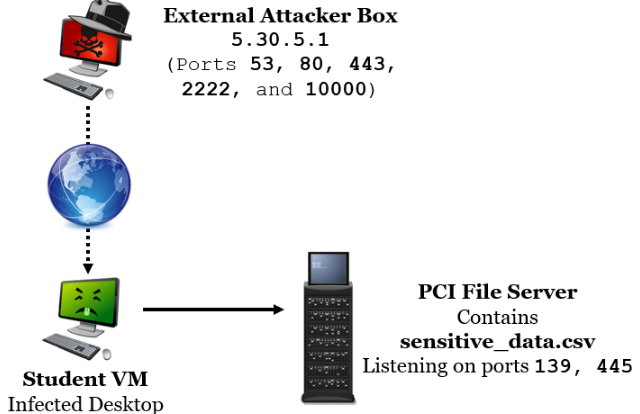 External Attacker Box
5.30.5.1
(Ports 53, 80, 443,
2222, and 10000)
PCI File Server
Contains
sensitive_data.csv
Listening on ports 139, 445
Student VM
Infected Desktop